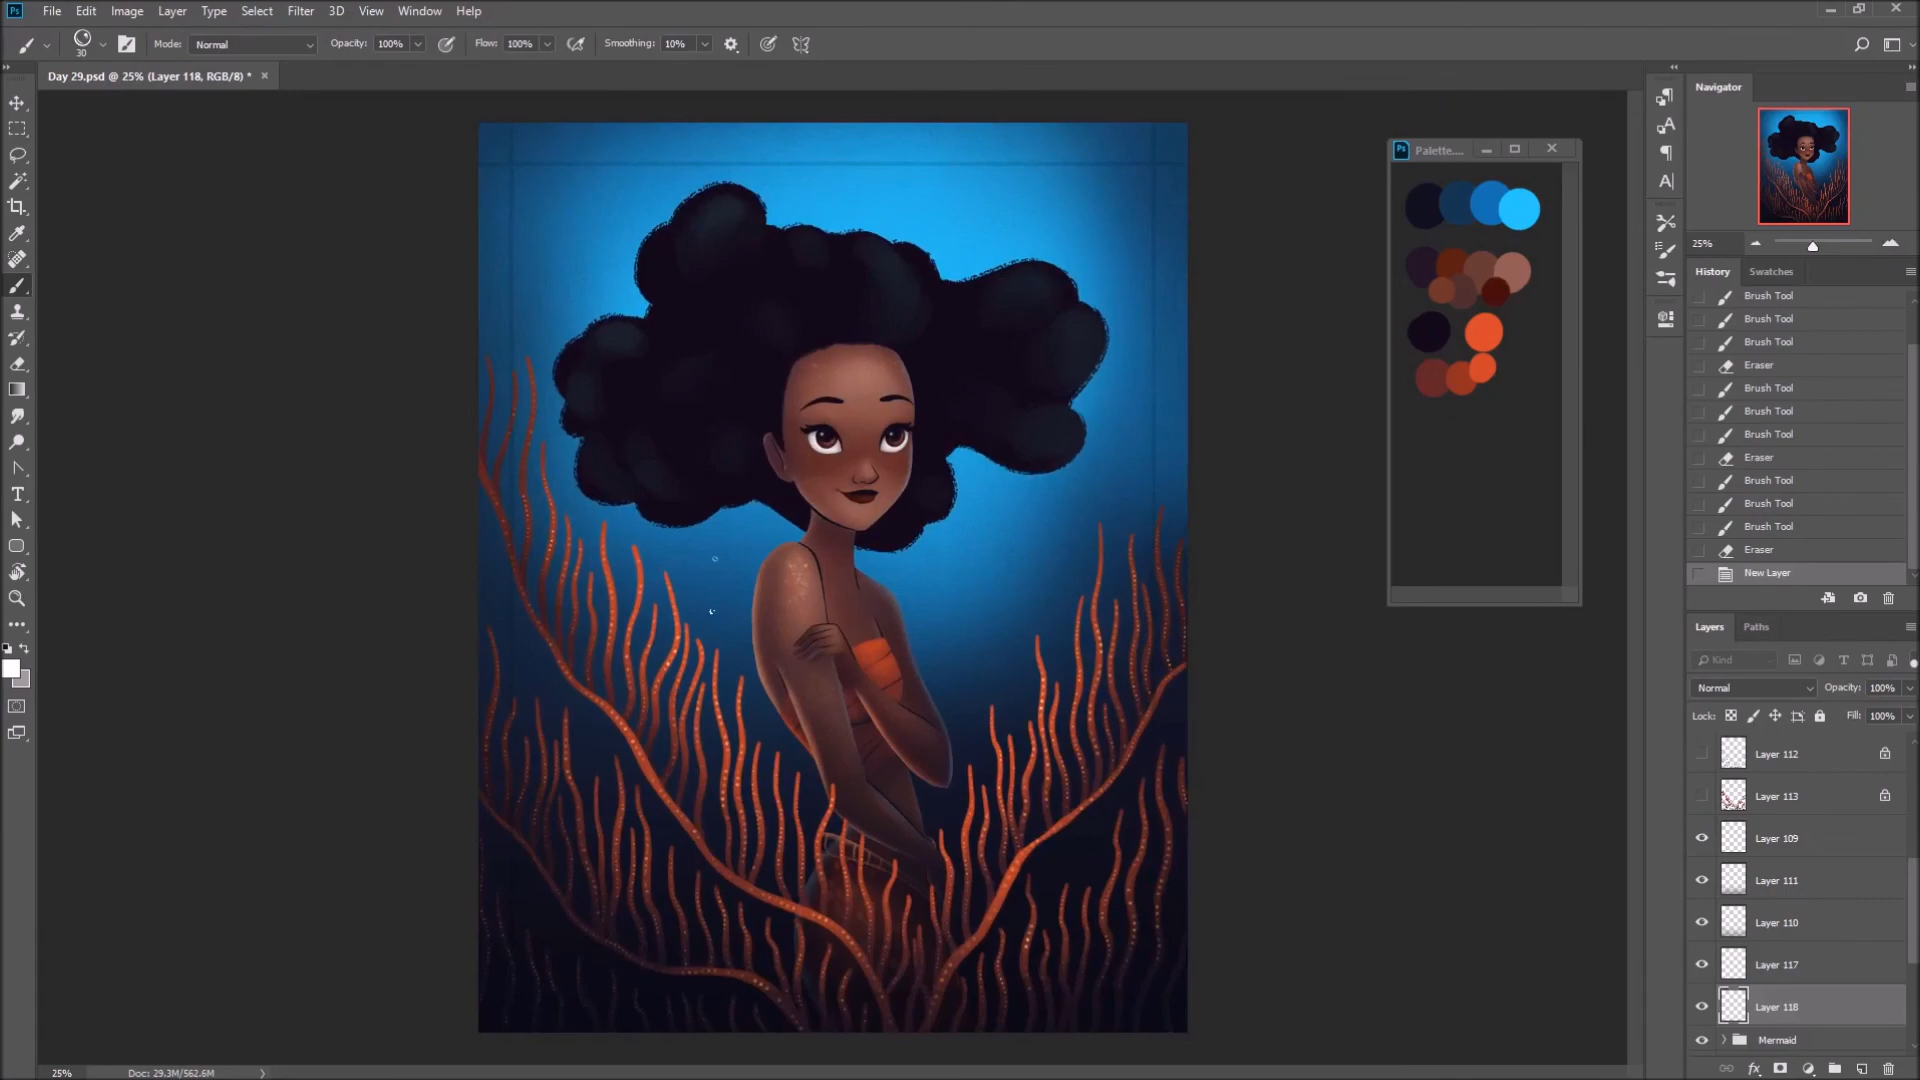 Ps File Edit Image Layer Type Select Filter 3D View Window Help
30 Mode: Normal Opacity: 100% Flow: 100% Smoothing: 10%
Day 29.psd @ 25% (Layer 118, RGB/8) *
Navigator
Ps Palette....
25%
History Swatches
Brush Tool
Brush Tool
Brush Tool
Eraser
Brush Tool
Brush Tool
Brush Tool
Eraser
Brush Tool
Brush Tool
Brush Tool
Eraser
New Layer
Layers Paths
Kind
Normal Opacity: 100%
Lock: Fill: 100%
Layer 112
Layer 113
Layer 109
Layer 111
Layer 110
Layer 117
Layer 118
Mermaid
25% Doc: 29.3M/562.6M